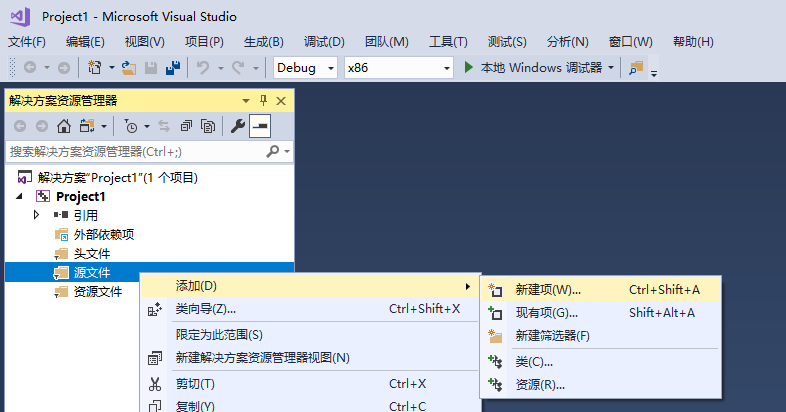 Project1 - Microsoft Visual Studio
文件(F) 编辑(E) 视图(V) 项目(P) 生成(B) 调试(D) 团队(M) 工具(T) 测试(S) 分析(N) 窗口(W) 帮助(H)
Debug x86 本地 Windows 调试器
解决方案资源管理器
搜索解决方案资源管理器(Ctrl+;)
解决方案"Project1"(1 个项目)
Project1
引用
外部依赖项
头文件
源文件
资源文件
添加(D)
类向导(Z)... Ctrl+Shift+X
限定为此范围(S)
新建解决方案资源管理器视图(N)
剪切(T) Ctrl+X
复制(Y) Ctrl+C
新建项(W)... Ctrl+Shift+A
现有项(G)... Shift+Alt+A
新建筛选器(F)
类(C)...
资源(R)...